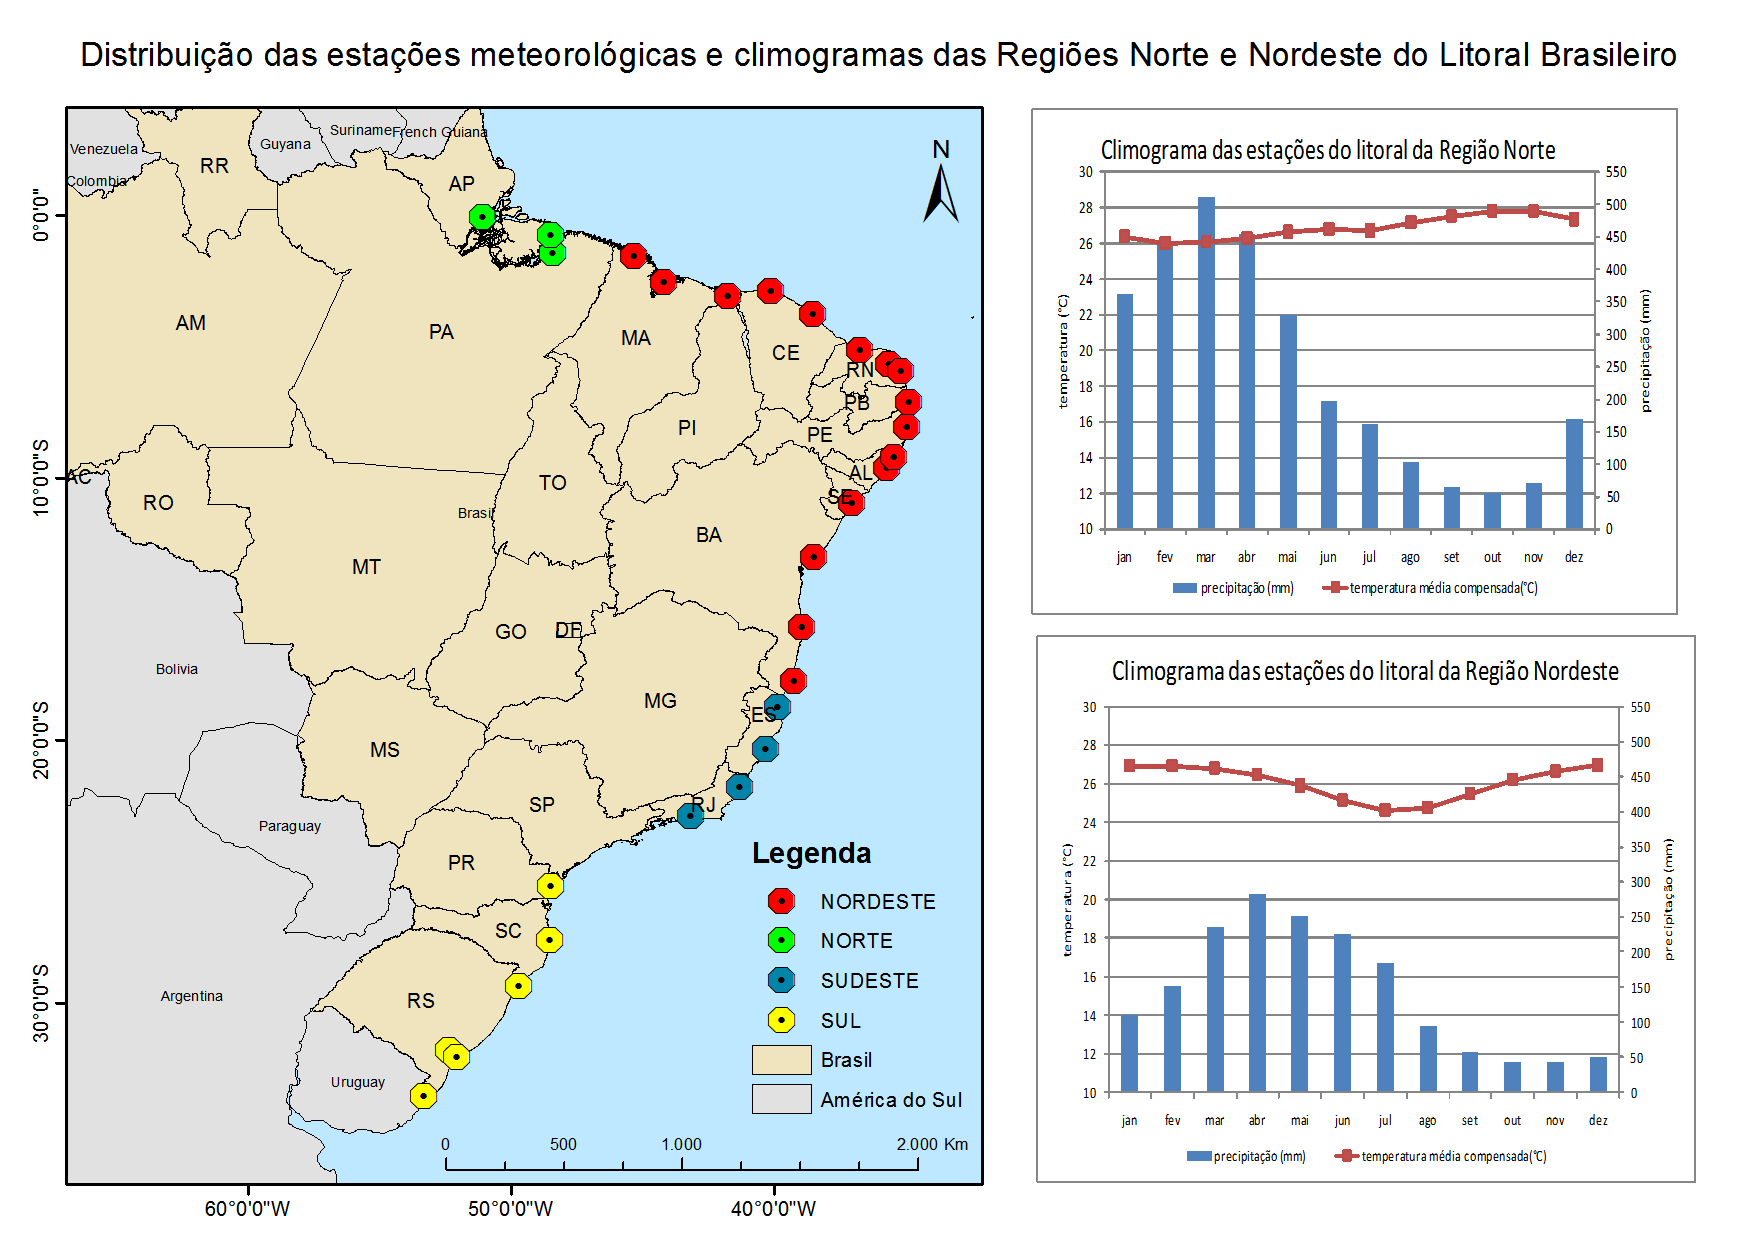 Distribuição das estações meteorológicas e climogramas das Regiões Norte e Nordeste do Litoral Brasileiro
Venezuela
Colombia
Guyana
Suriname
French Guiana
RR
AP
AM
PA
MA
CE
RN
PB
PE
PI
AL
SE
AC
RO
TO
Brasil
BA
MT
GO
DF
Bolivia
MG
ES
MS
SP
RJ
Paraguay
PR
SC
Argentina
RS
Uruguay
N
0°0'0"
10°0'0"S
20°0'0"S
30°0'0"S
60°0'0"W
50°0'0"W
40°0'0"W
Legenda
NORDESTE
NORTE
SUDESTE
SUL
Brasil
América do Sul
0 500 1.000 2.000 Km
Climograma das estações do litoral da Região Norte
30
28
26
24
22
20
18
16
14
12
10
temperatura (°C)
550
500
450
400
350
300
250
200
150
100
50
0
precipitação (mm)
jan fev mar abr mai jun jul ago set out nov dez
precipitação (mm) temperatura média compensada(°C)
Climograma das estações do litoral da Região Nordeste
30
28
26
24
22
20
18
16
14
12
10
temperatura (°C)
550
500
450
400
350
300
250
200
150
100
50
0
precipitação (mm)
jan fev mar abr mai jun jul ago set out nov dez
precipitação (mm) temperatura média compensada(°C)